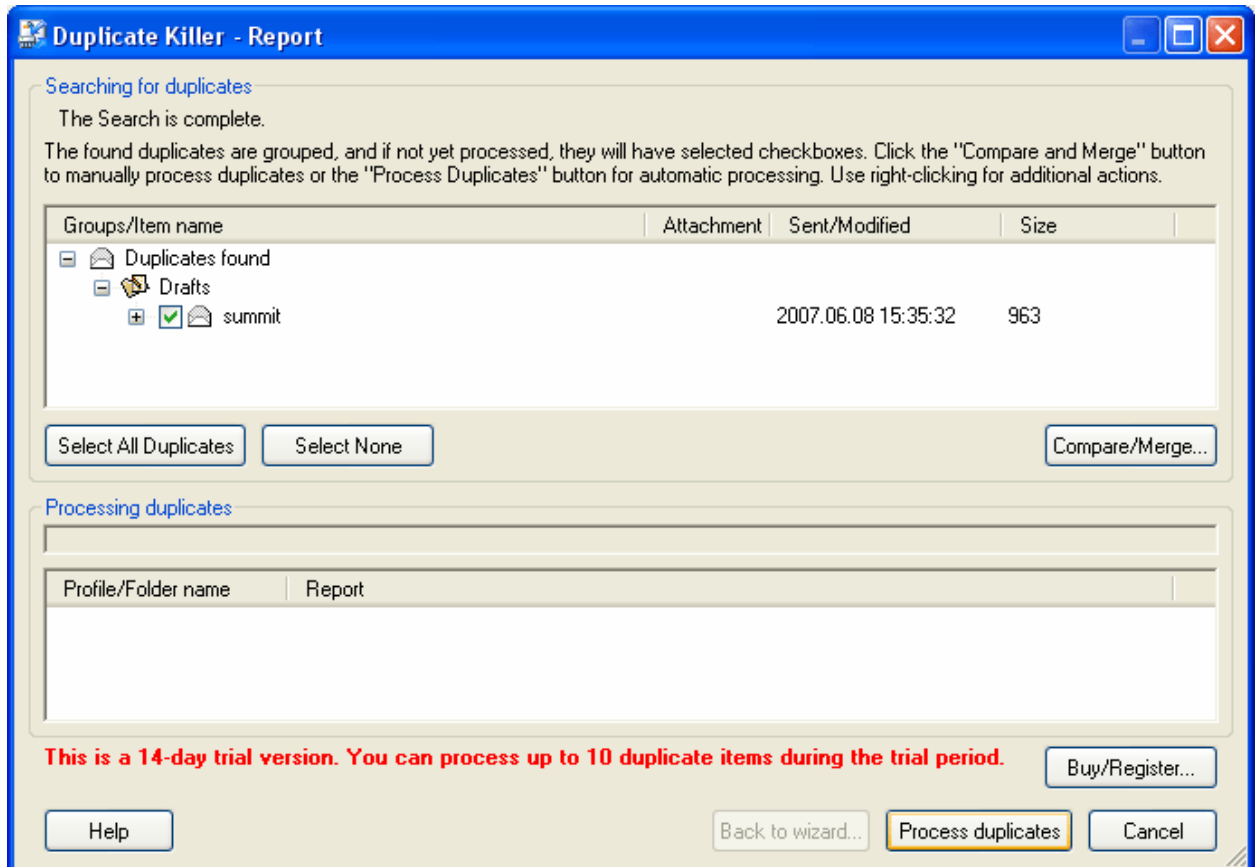 Duplicate Killer - Report
Searching for duplicates
The Search is complete.
The found duplicates are grouped, and if not yet processed, they will have selected checkboxes. Click the "Compare and Merge" button
to manually process duplicates or the "Process Duplicates" button for automatic processing. Use right-clicking for additional actions.
Groups/Item name Attachment Sent/Modified Size
Duplicates found
Drafts
summit 2007.06.08 15:35:32 963
Select All Duplicates Select None Compare/Merge...
Processing duplicates
Profile/Folder name Report
This is a 14-day trial version. You can process up to 10 duplicate items during the trial period.
Buy/Register...
Help Back to wizard... Process duplicates Cancel